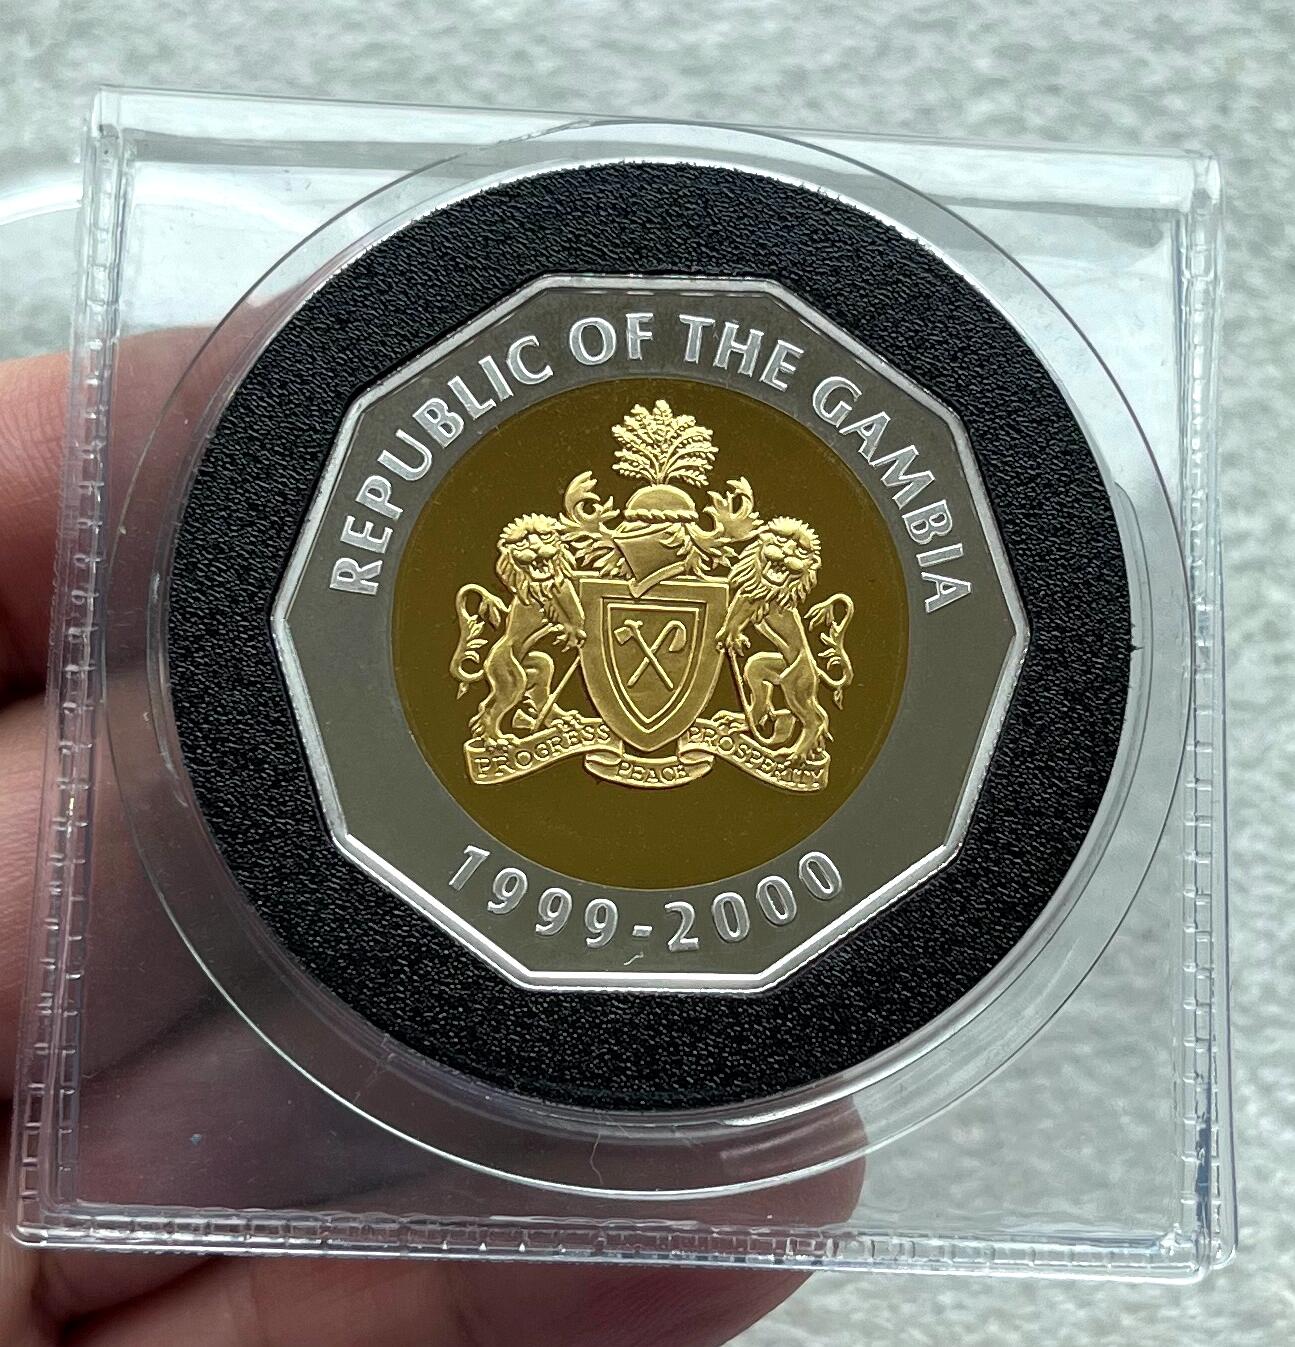 REPUBLIC OF THE GAMBIA
PROGRESS PEACE PROSPERITY
1999-2000